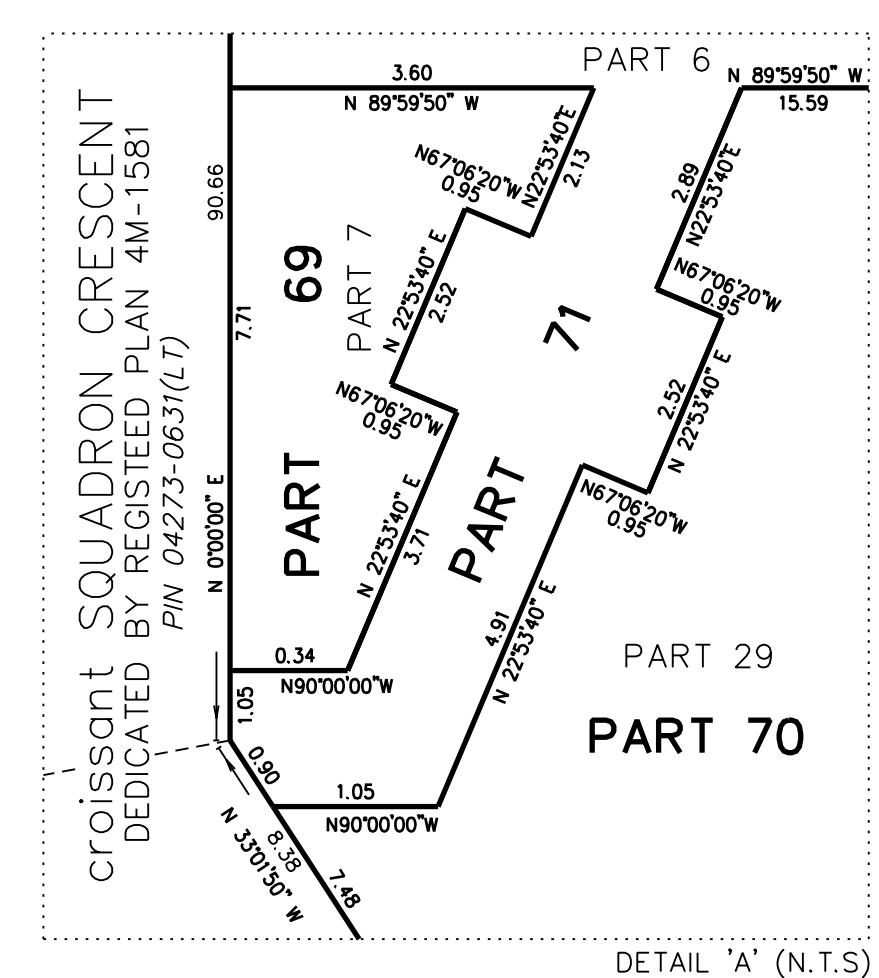 PART 6
3.60
N 89°59'50" W
N 89°59'50" W
15.59
N22°53'40"E
2.13
2.89
N22°53'40"E
N67°06'20"W
0.95
N67°06'20"W
0.95
croissant SQUADRON CRESCENT
DEDICATED BY REGISTEED PLAN 4M-1581
PIN 04273-0631(LT)
90.66
7.71
N 0°00'00" E
PART 69
PART 7
N 22°53'40" E
2.52
N67°06'20"W
0.95
PART 71
2.52
N 22°53'40" E
N67°06'20"W
0.95
N 22°53'40" E
3.71
4.91
N 22°53'40" E
0.34
N90°00'00"W
1.05
PART 29
PART 70
0.90
1.05
N90°00'00"W
N 33°01'50" W
8.38
7.48
DETAIL 'A' (N.T.S)